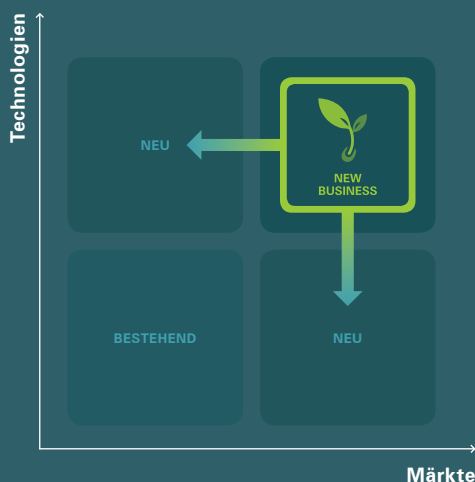 Technologien
NEU
NEW
BUSINESS
BESTEHEND
NEU
Märkte